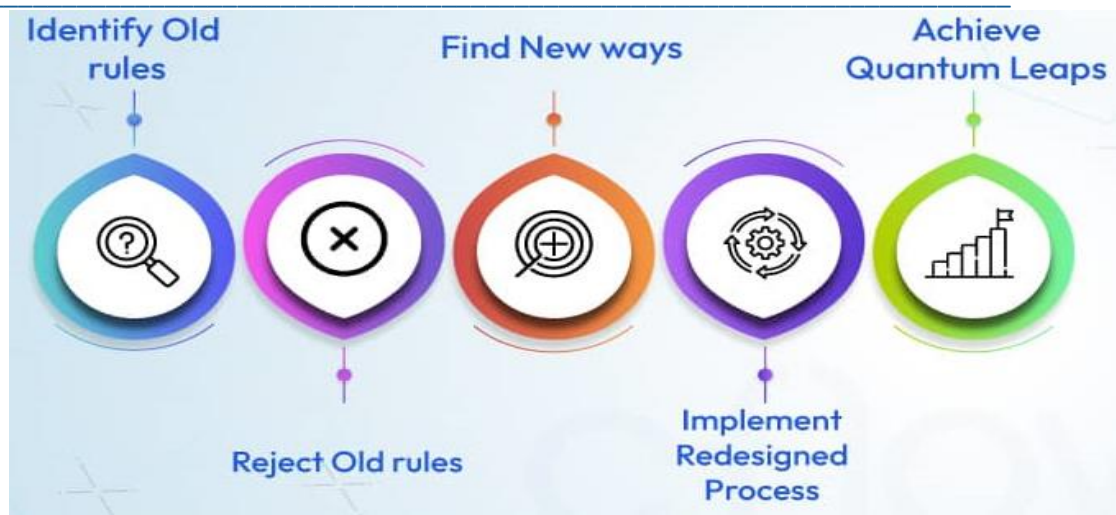 Identify Old
rules
Reject Old rules
Find New ways
Implement
Redesigned
Process
Achieve
Quantum Leaps